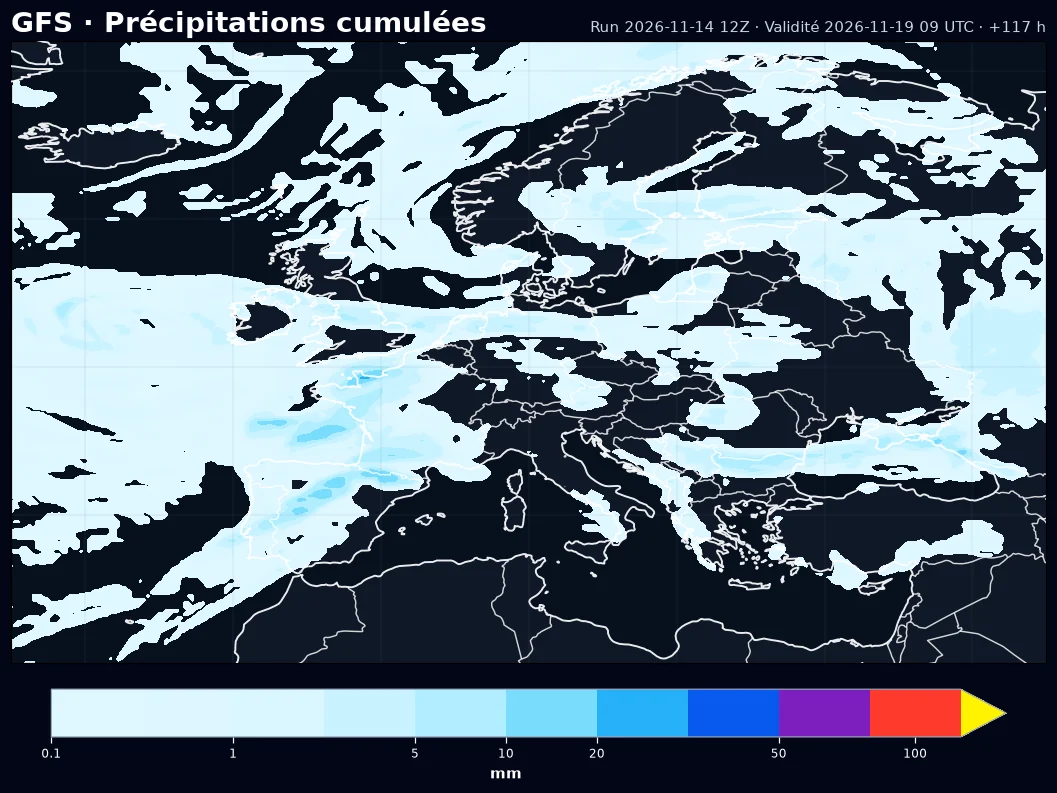 GFS · Précipitations cumulées
Run 2026-11-14 12Z · Validité 2026-11-19 09 UTC · +117 h
0.1 1 5 10 20 50 100
mm